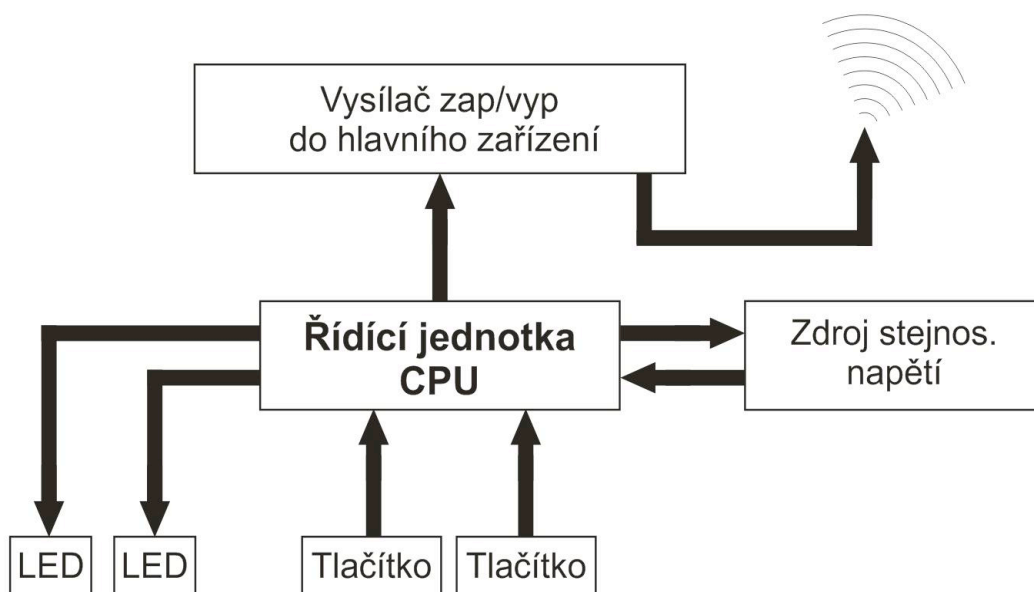 Vysílač zap/vyp
do hlavního zařízení
Řídící jednotka
CPU
Zdroj stejnos.
napětí
LED
LED
Tlačítko
Tlačítko